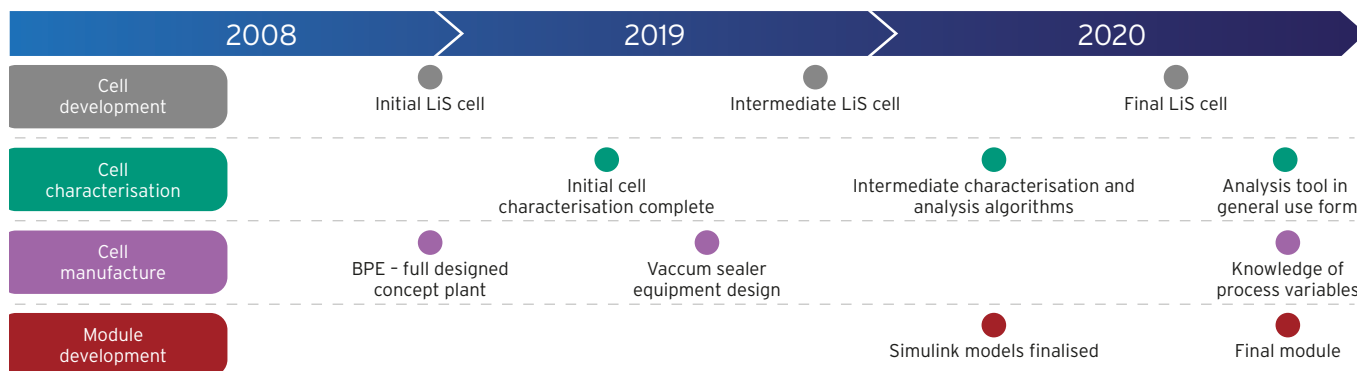 2008
2019
2020
Cell
development
Initial LiS cell
Intermediate LiS cell
Final LiS cell
Cell
characterisation
Initial cell
characterisation complete
Intermediate characterisation and
analysis algorithms
Analysis tool in
general use form
Cell
manufacture
BPE – full designed
concept plant
Vaccum sealer
equipment design
Knowledge of
process variables
Module
development
Simulink models finalised
Final module